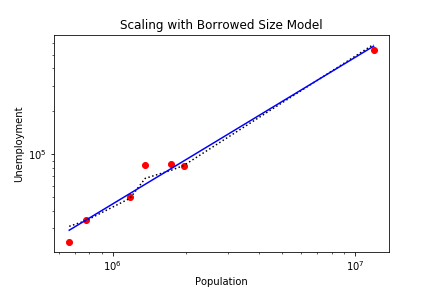 Scaling with Borrowed Size Model
Unemployment
10⁵
10⁶
10⁷
Population